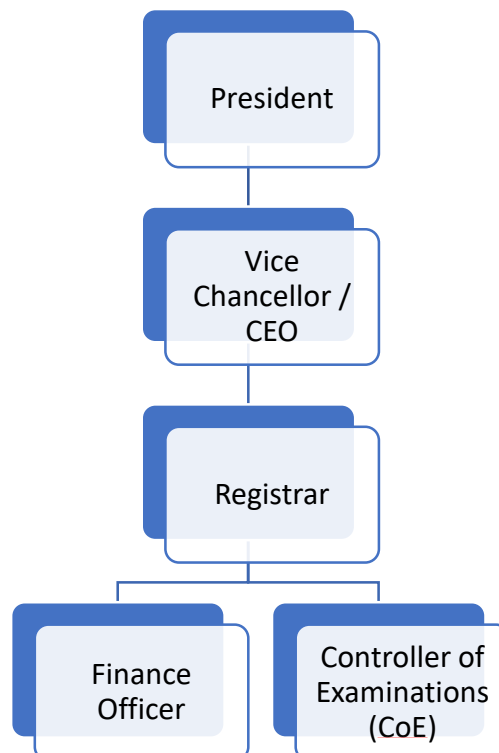 President
Vice
Chancellor /
CEO
Registrar
Finance
Officer
Controller of
Examinations
(CoE)